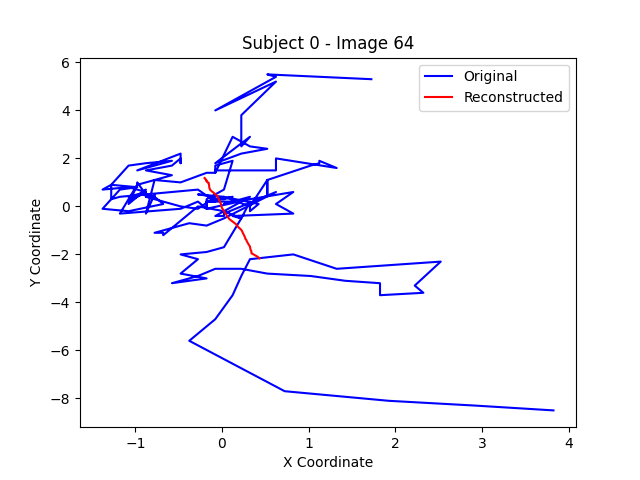 Subject 0 - Image 64
Original
Reconstructed
6
4
2
0
−2
−4
−6
−8
Y Coordinate
−1 0 1 2 3 4
X Coordinate